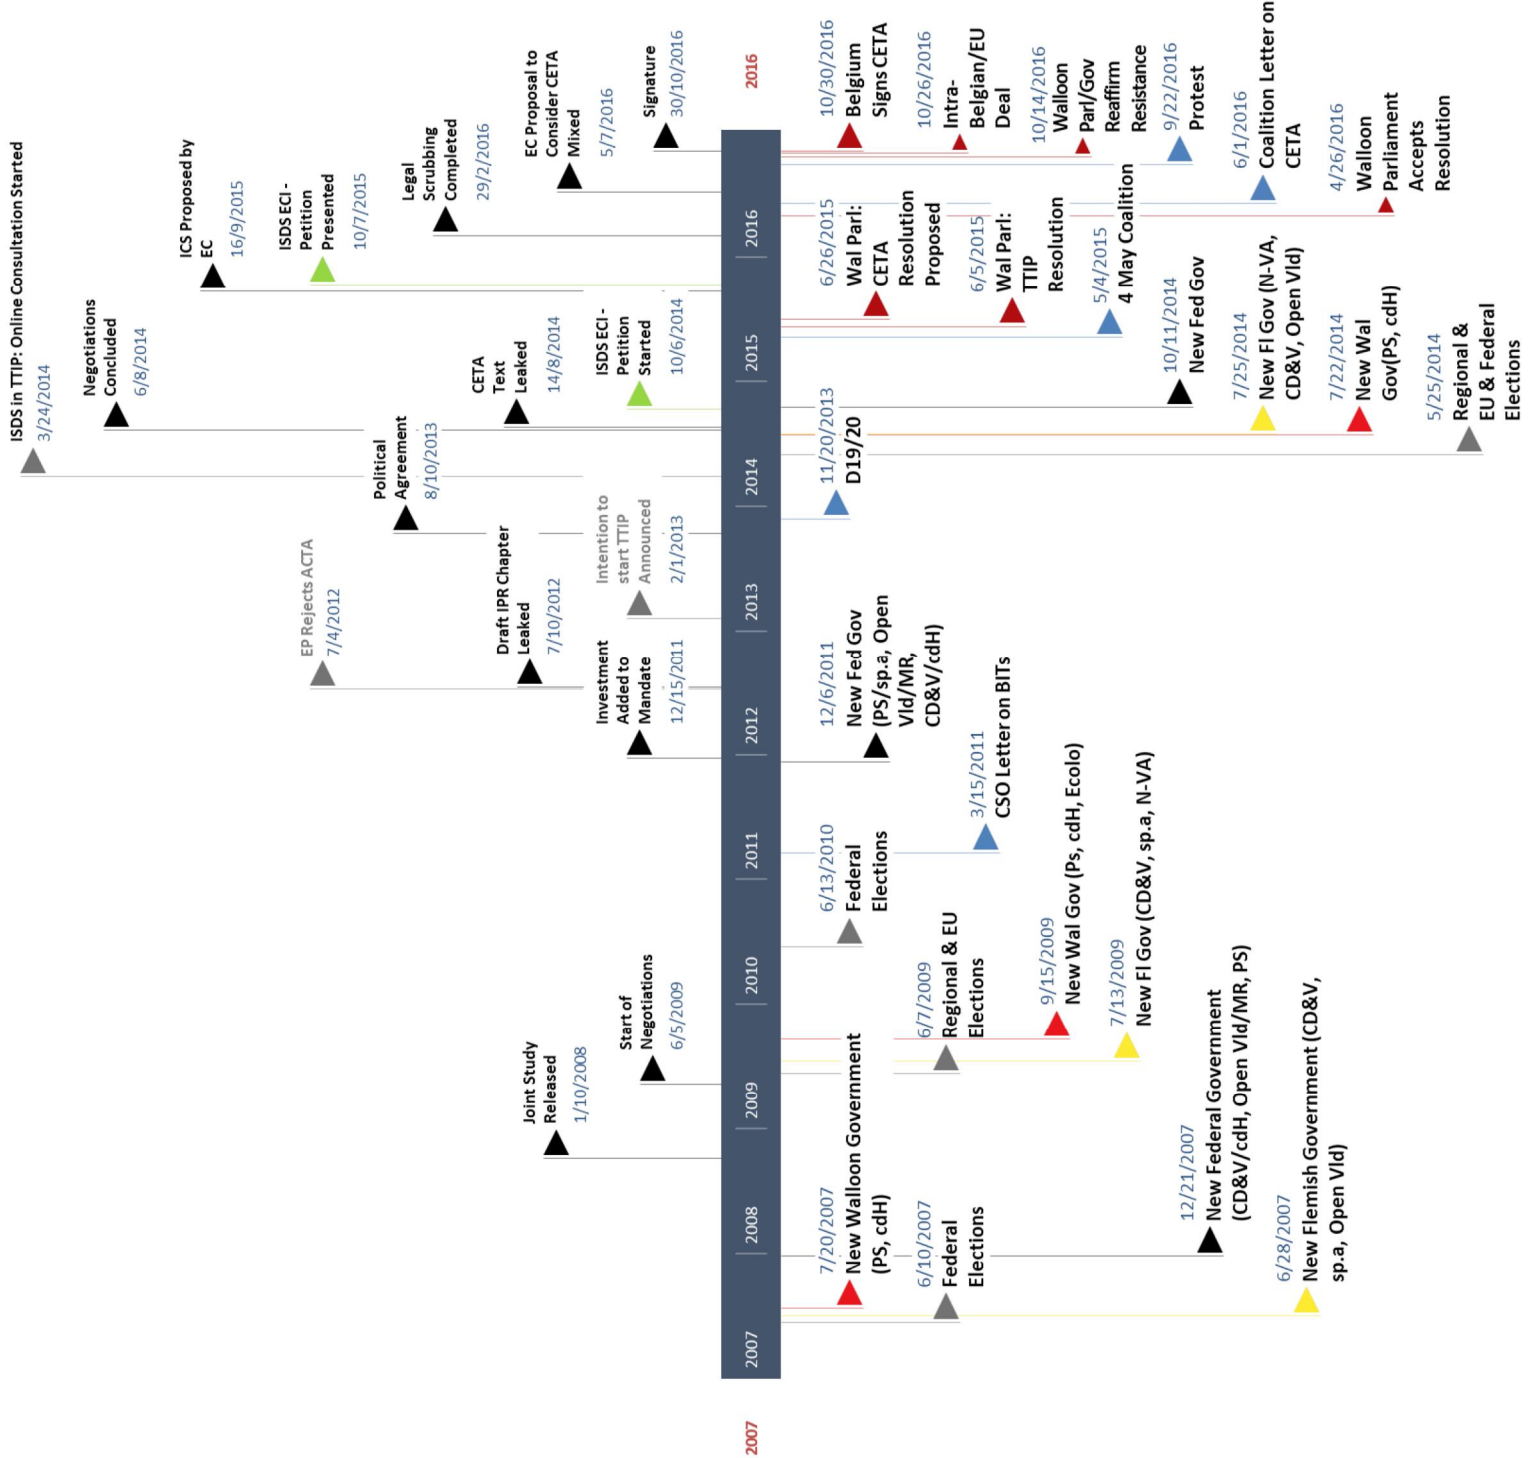 ISDS in TTIP: Online Consultation Started by
3/24/2014
Negotiations
Concluded
6/8/2014
ICS Proposed by
EC
16/9/2015
ISDS ECI -
Petition
Presented
10/7/2015
EP Rejects ACTA
7/4/2012
Political
Agreement
8/10/2013
Legal
Scrubbing
Completed
29/2/2016
CETA
Text
Leaked
14/8/2014
Draft IPR Chapter
Leaked
7/10/2012
Joint Study
Released
1/10/2008
EC Proposal to
Consider CETA
Mixed
5/7/2016
Investment
Added to
Mandate
12/15/2011
Intention to
start TTIP
Announced
2/1/2013
ISDS ECI -
Petition
Started
10/6/2014
Start of
Negotiations
6/5/2009
Signature
30/10/2016
2007
2007
2008
2009
2010
2011
2012
2013
2014
2015
2016
2016
7/20/2007
New Walloon Government
(PS, cdH)
6/10/2007
Federal
Elections
12/21/2007
New Federal Government
(CD&V/cdH, Open Vld/MR, PS)
6/28/2007
New Flemish Government (CD&V,
sp.a, Open Vld)
6/7/2009
Regional & EU
Elections
9/15/2009
New Wal Gov (Ps, cdH, Ecolo)
7/13/2009
New Fl Gov (CD&V, sp.a, N-VA)
6/13/2010
Federal
Elections
3/15/2011
CSO Letter on BITs
12/6/2011
New Fed Gov
(PS/sp.a, Open
Vld/MR,
CD&V/cdH)
11/20/2013
D19/20
10/11/2014
New Fed Gov
7/25/2014
New Fl Gov (N-VA,
CD&V, Open Vld)
7/22/2014
New Wal
Gov(PS, cdH)
5/25/2014
Regional &
EU & Federal
Elections
6/26/2015
Wal Parl:
CETA
Resolution
Proposed
6/5/2015
Wal Parl:
TTIP
Resolution
5/4/2015
4 May Coalition
10/30/2016
Belgium
Signs CETA
10/26/2016
Intra-
Belgian/EU
Deal
10/14/2016
Walloon
Parl/Gov
Reaffirm
Resistance
9/22/2016
Protest
6/1/2016
Coalition Letter on
CETA
4/26/2016
Walloon
Parliament
Accepts
Resolution